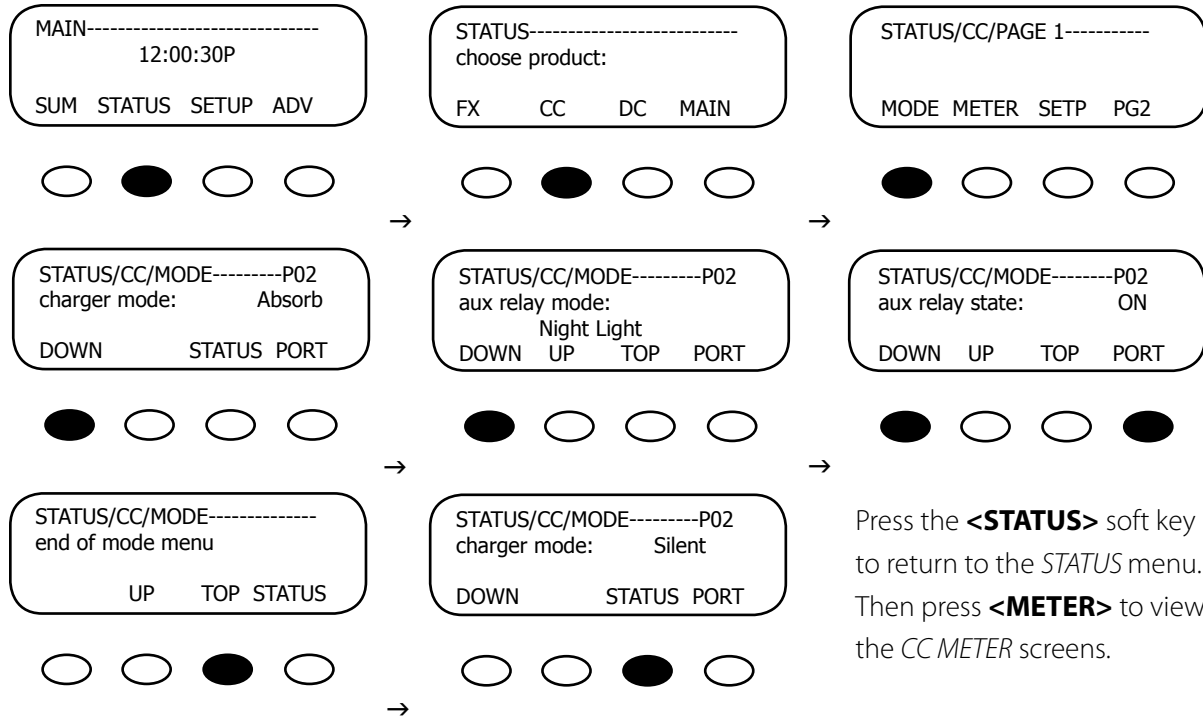 MAIN------------------------------
12:00:30P
SUM STATUS SETUP ADV
STATUS---------------------------
choose product:
FX CC DC MAIN
STATUS/CC/PAGE 1-----------
MODE METER SETP PG2
→
→
STATUS/CC/MODE---------P02
charger mode: Absorb
DOWN STATUS PORT
STATUS/CC/MODE---------P02
aux relay mode:
Night Light
DOWN UP TOP PORT
STATUS/CC/MODE--------P02
aux relay state: ON
DOWN UP TOP PORT
→
→
STATUS/CC/MODE--------------
end of mode menu
UP TOP STATUS
STATUS/CC/MODE---------P02
charger mode: Silent
DOWN STATUS PORT
Press the <STATUS> soft key
to return to the STATUS menu.
Then press <METER> to view
the CC METER screens.
→